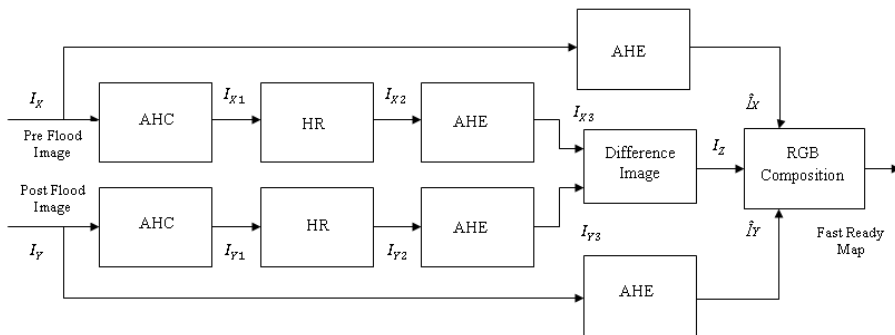 AHE
I_X
I_X1
I_X2
I_X3
Î_X
AHC
HR
AHE
Pre Flood
Image
Difference
Image
I_Z
RGB
Composition
Post Flood
Image
AHC
HR
AHE
I_Y
I_Y1
I_Y2
I_Y3
Î_Y
Fast Ready
Map
AHE